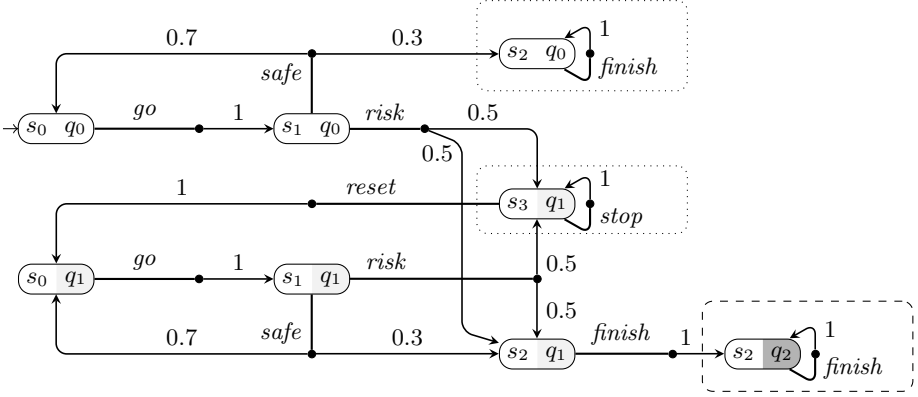 0.7 0.3 s2 q0 1
safe finish
s0 q0 go 1 s1 q0 risk 0.5
0.5
1 reset s3 q1 1
stop
s0 q1 go 1 s1 q1 risk 0.5
0.5
0.7 safe 0.3 s2 q1 finish 1 s2 q2 1
finish